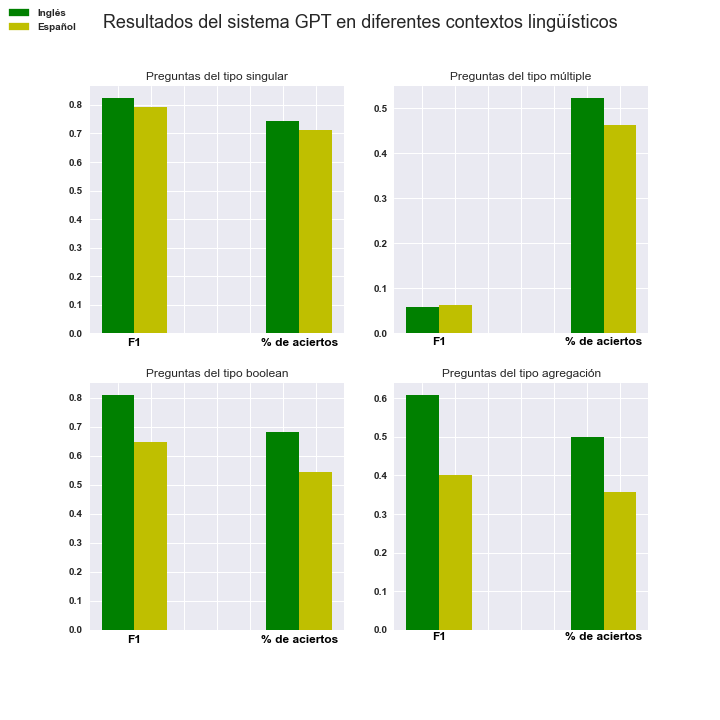 Inglés
Español
Resultados del sistema GPT en diferentes contextos lingüísticos
Preguntas del tipo singular
0.8
0.7
0.6
0.5
0.4
0.3
0.2
0.1
0.0
F1
% de aciertos
Preguntas del tipo múltiple
0.5
0.4
0.3
0.2
0.1
0.0
F1
% de aciertos
Preguntas del tipo boolean
0.8
0.7
0.6
0.5
0.4
0.3
0.2
0.1
0.0
F1
% de aciertos
Preguntas del tipo agregación
0.6
0.5
0.4
0.3
0.2
0.1
0.0
F1
% de aciertos